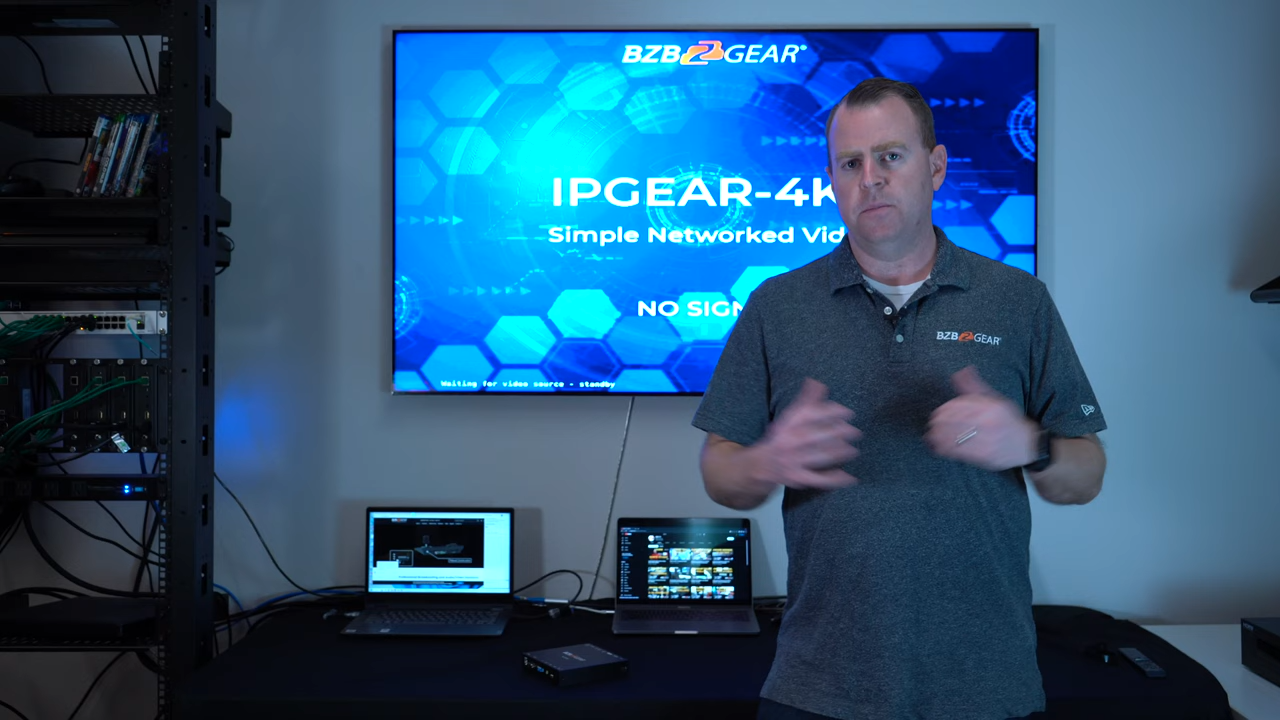 BZB GEAR®
IPGEAR-4K
Simple Networked Vid
NO SIGN
Waiting for video source - standby
BZB GEAR